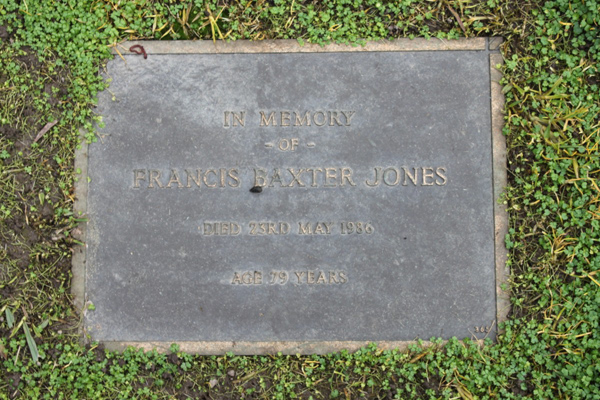 IN MEMORY
- OF -
FRANCIS BAXTER JONES
DIED 23RD MAY 1986
AGE 79 YEARS